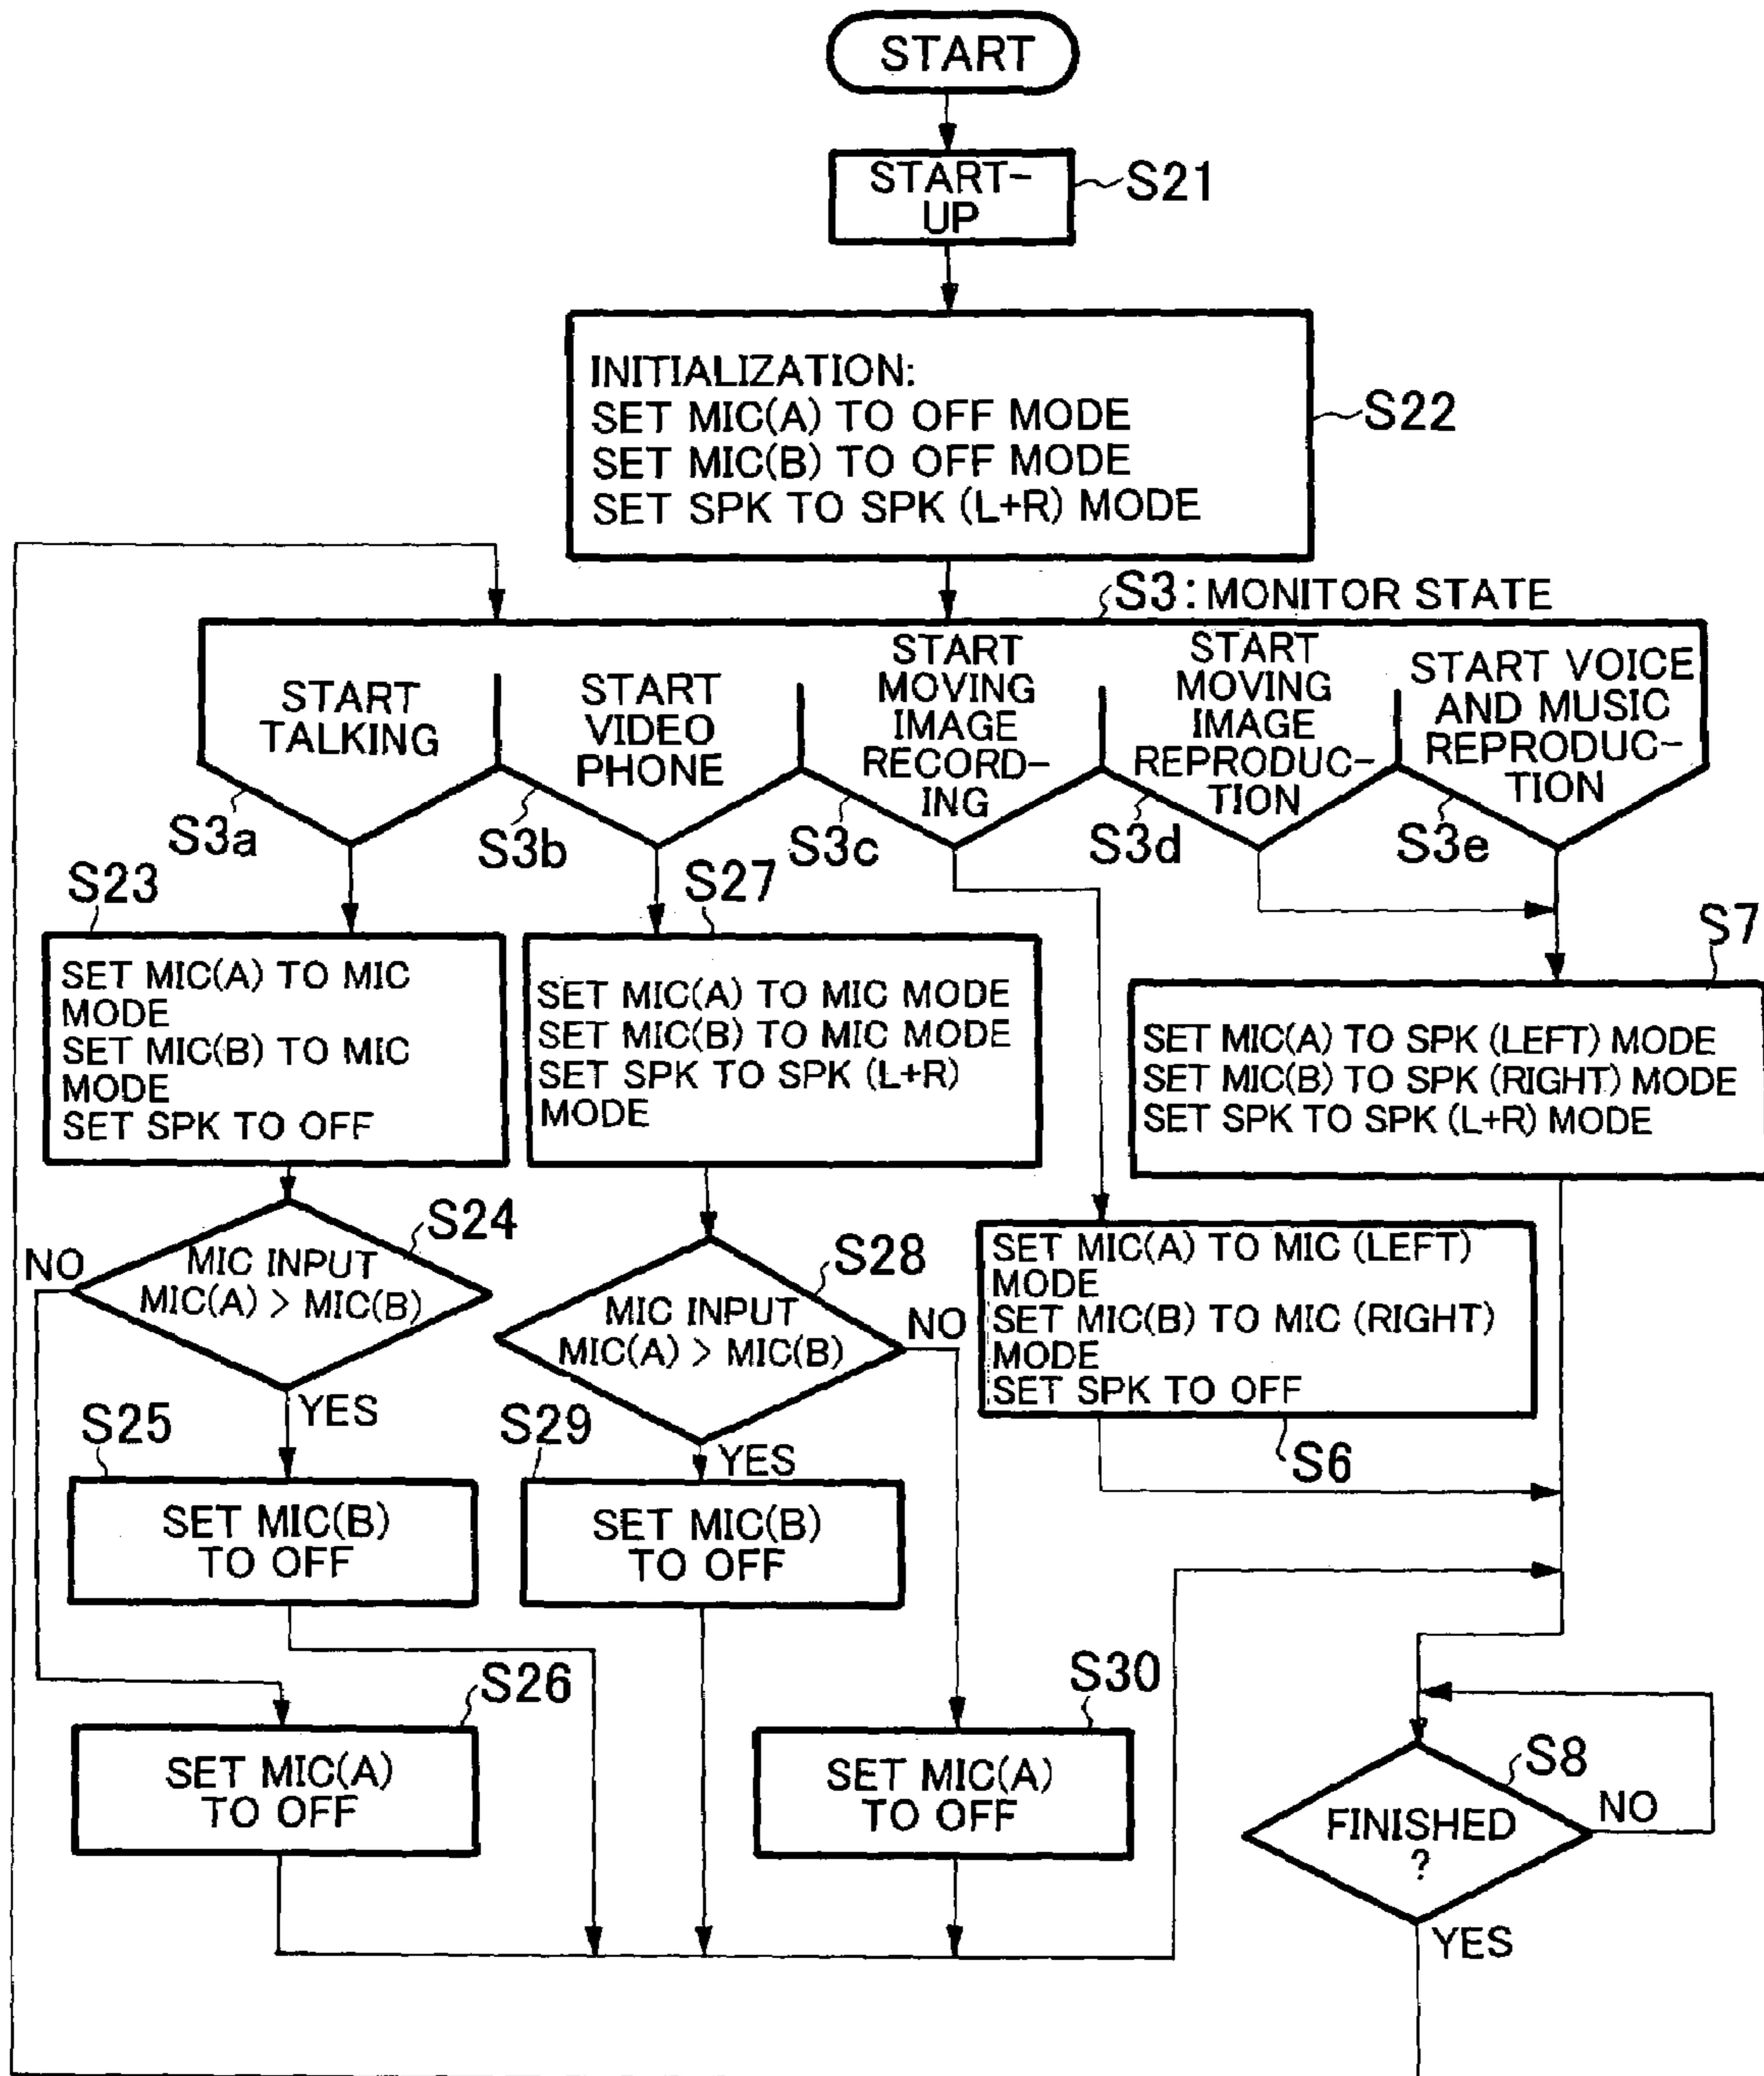 START
START-
UP
S21
INITIALIZATION:
SET MIC(A) TO OFF MODE
SET MIC(B) TO OFF MODE
SET SPK TO SPK (L+R) MODE
S22
S3: MONITOR STATE
START
TALKING
START
VIDEO
PHONE
START
MOVING
IMAGE
RECORD-
ING
START
MOVING
IMAGE
REPRODUC-
TION
START VOICE
AND MUSIC
REPRODUC-
TION
S3a
S3b
S3c
S3d
S3e
S23
SET MIC(A) TO MIC
MODE
SET MIC(B) TO MIC
MODE
SET SPK TO OFF
S27
SET MIC(A) TO MIC MODE
SET MIC(B) TO MIC MODE
SET SPK TO SPK (L+R)
MODE
S7
SET MIC(A) TO SPK (LEFT) MODE
SET MIC(B) TO SPK (RIGHT) MODE
SET SPK TO SPK (L+R) MODE
S24
NO
MIC INPUT
MIC(A) > MIC(B)
YES
S28
MIC INPUT
MIC(A) > MIC(B)
NO
YES
SET MIC(A) TO MIC (LEFT)
MODE
SET MIC(B) TO MIC (RIGHT)
MODE
SET SPK TO OFF
S6
S25
SET MIC(B)
TO OFF
S29
SET MIC(B)
TO OFF
S26
SET MIC(A)
TO OFF
S30
SET MIC(A)
TO OFF
S8
FINISHED
?
NO
YES